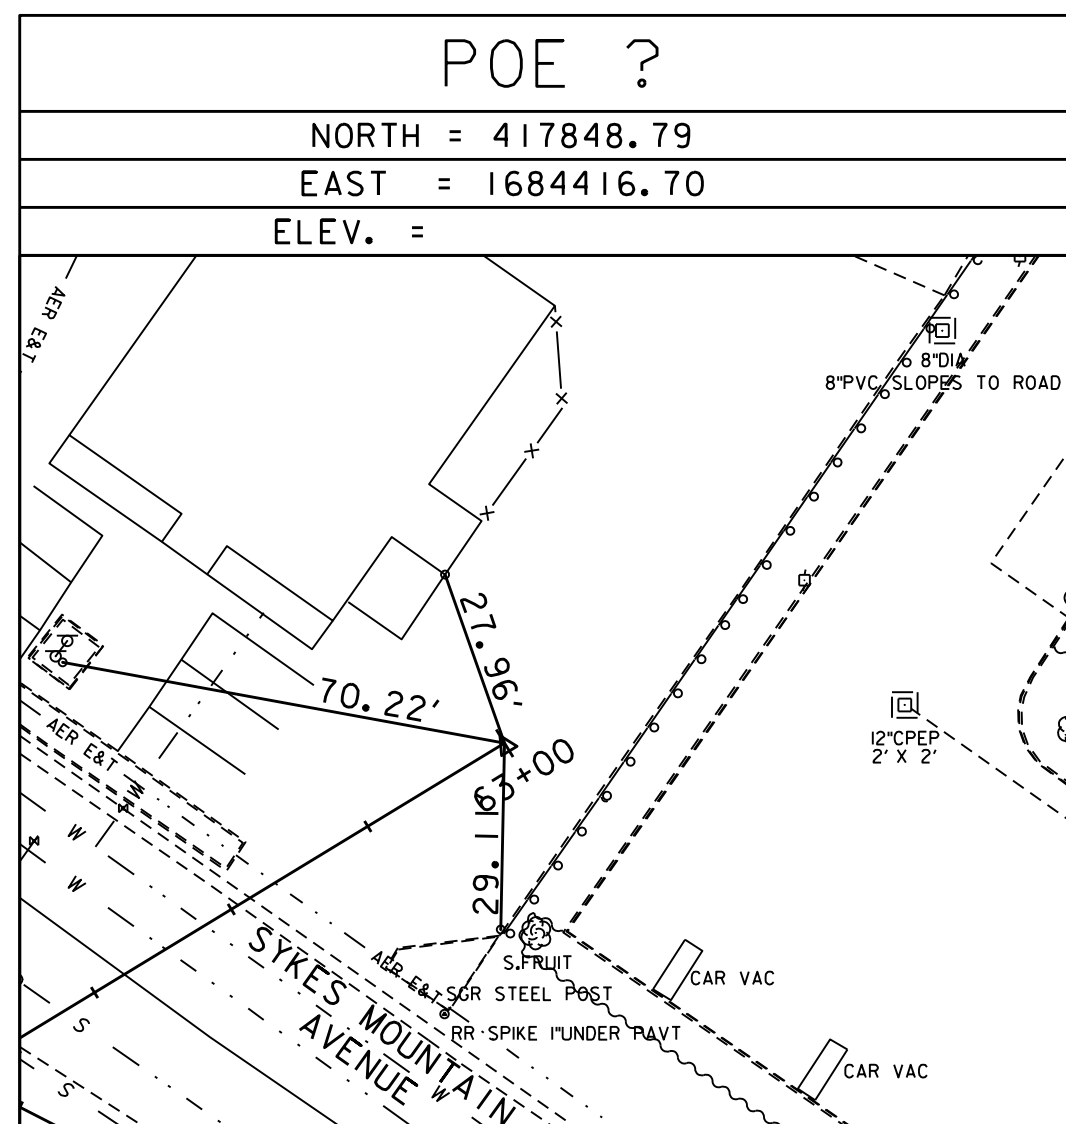 POE ?
NORTH = 417848.79
EAST = 1684416.70
ELEV. =
AER E&T
8"DIA
8"PVC SLOPES TO ROAD
27.96'
70.22'
12"CPEP
2' X 2'
AER E&T
W
63+00
29.11'
W
W
SYKES MOUNTAIN
AVENUE
AER E&T
S.FRUIT
SGR STEEL POST
CAR VAC
RR SPIKE 1"UNDER PAVT
S
CAR VAC
S
W